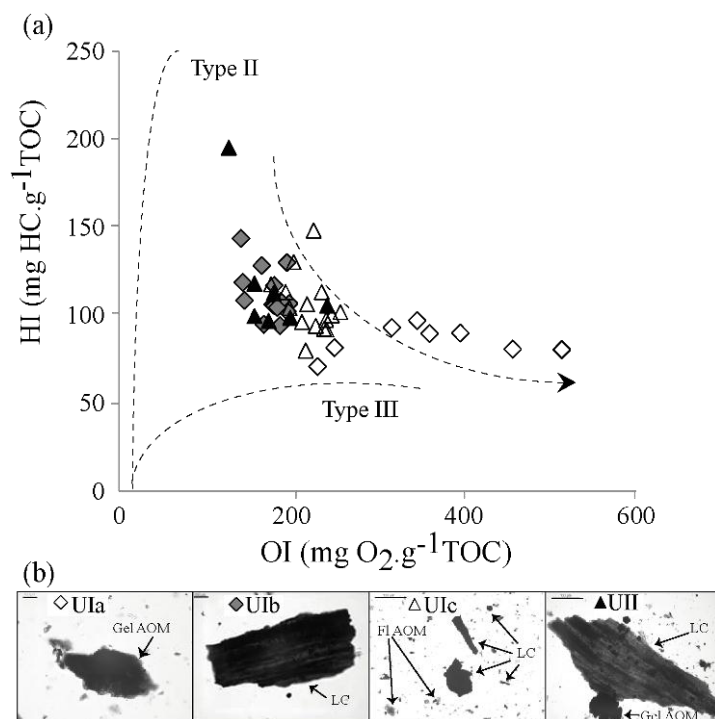 (a)
250
Type II
200
150
100
50
0
Type III
0
200
400
600
HI (mg HC.g⁻¹TOC)
OI (mg O₂.g⁻¹TOC)
(b)
UIa
Gel AOM
UIb
LC
UIc
Fl AOM
LC
UII
LC
Gel AOM